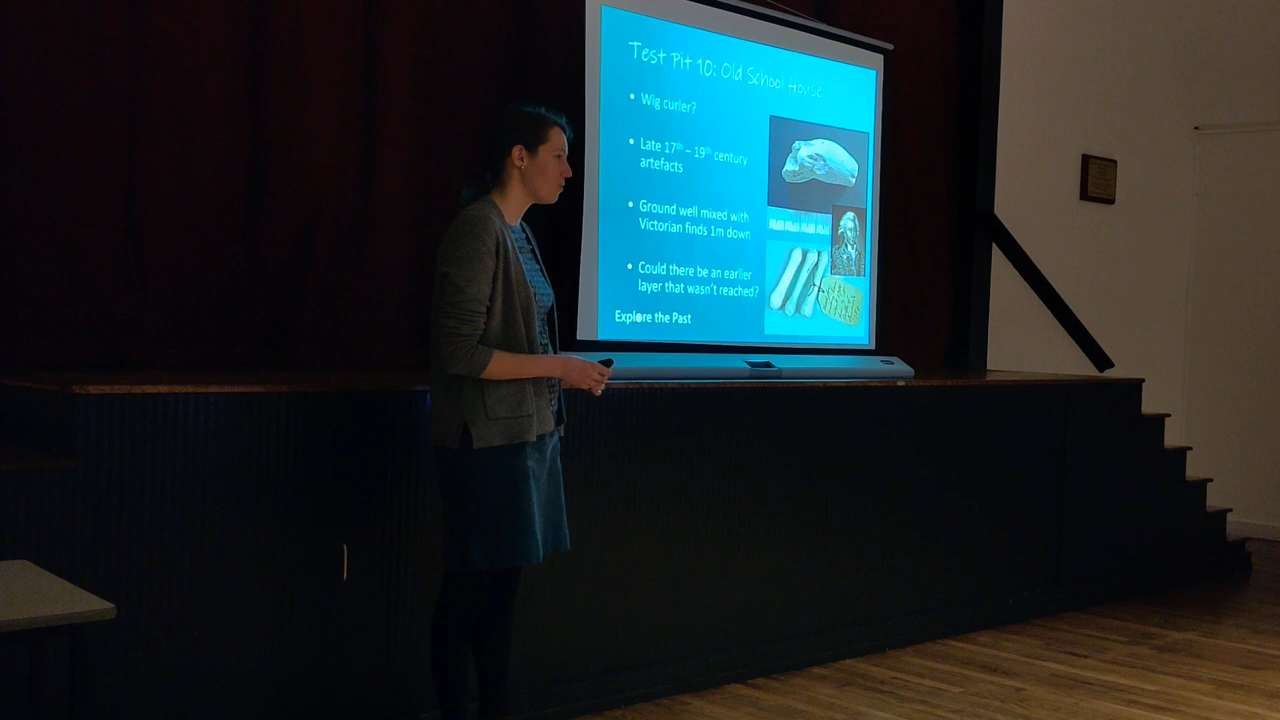 Test Pit 10: Old School House
• Wig curler?
• Late 17th – 19th century
artefacts
• Ground well mixed with
Victorian finds 1m down
• Could there be an earlier
layer that wasn't reached?
Explore the Past